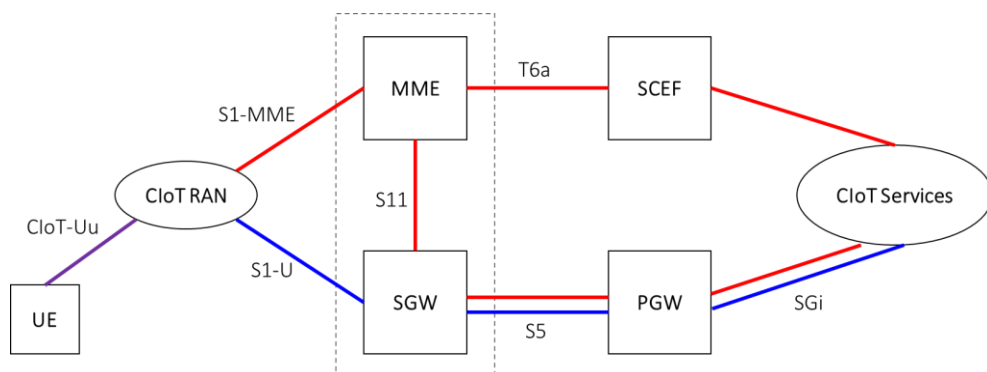 MME
T6a
SCEF
S1-MME
CIoT RAN
S11
CIoT Services
CIoT-Uu
S1-U
UE
SGW
S5
PGW
SGi